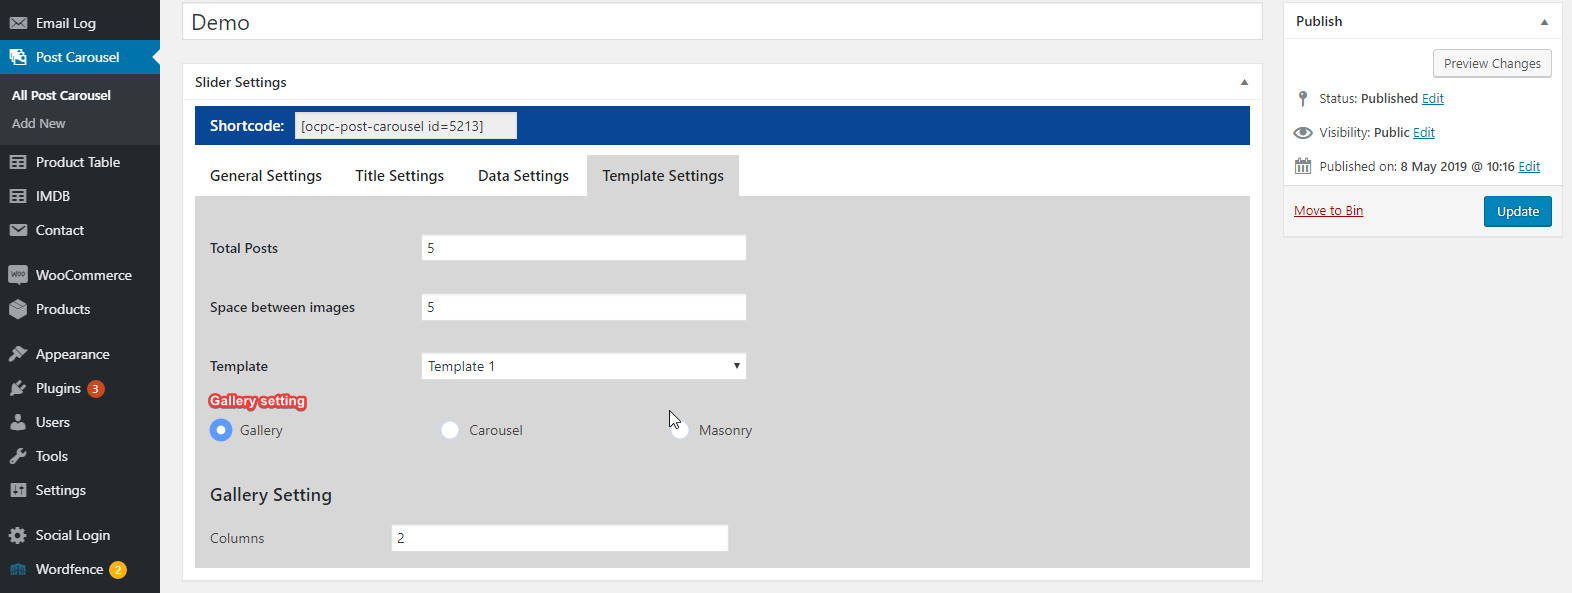 Email Log
Post Carousel
All Post Carousel
Add New
Product Table
IMDB
Contact
WOO WooCommerce
Products
Appearance
Plugins 3
Users
Tools
Settings
Social Login
Wordfence 2
Demo
Slider Settings
Shortcode: [ocpc-post-carousel id=5213]
General Settings Title Settings Data Settings Template Settings
Total Posts 5
Space between images 5
Template Template 1
Gallery setting
Gallery Carousel Masonry
Gallery Setting
Columns 2
Publish
Preview Changes
Status: Published Edit
Visibility: Public Edit
Published on: 8 May 2019 @ 10:16 Edit
Move to Bin Update